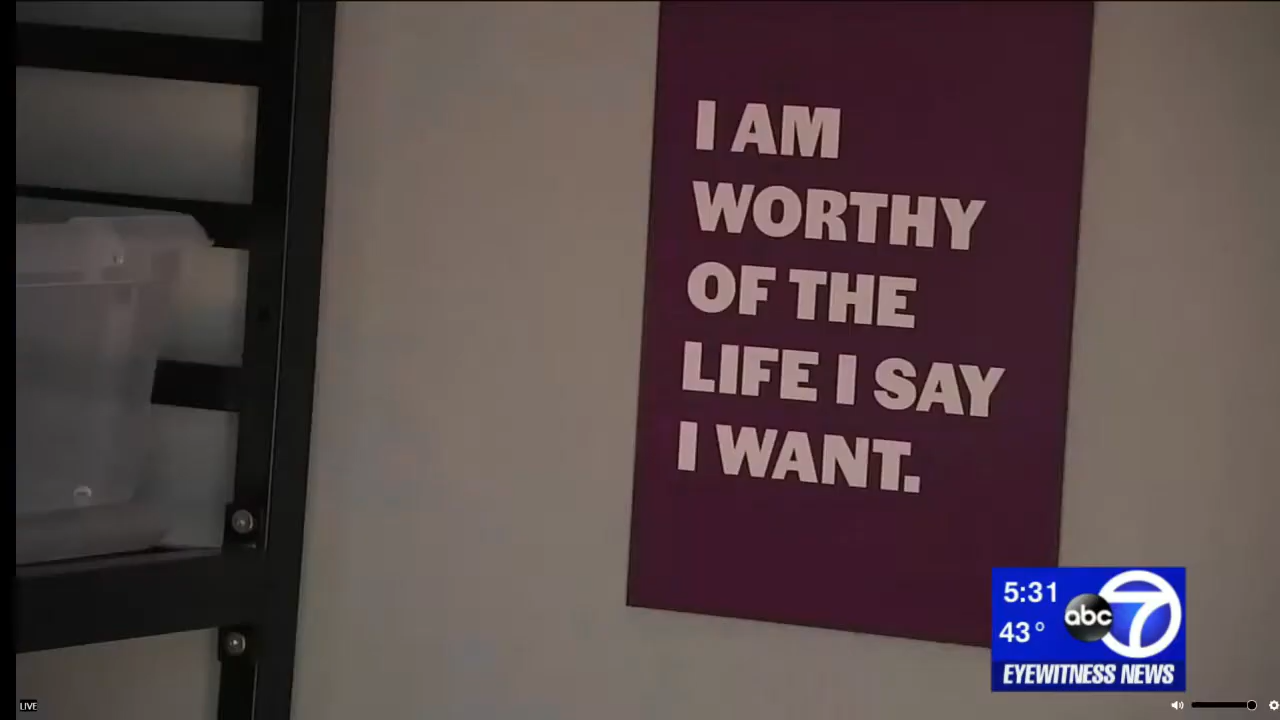 I AM
WORTHY
OF THE
LIFE I SAY
I WANT.
5:31
43°
abc 7
EYEWITNESS NEWS
LIVE